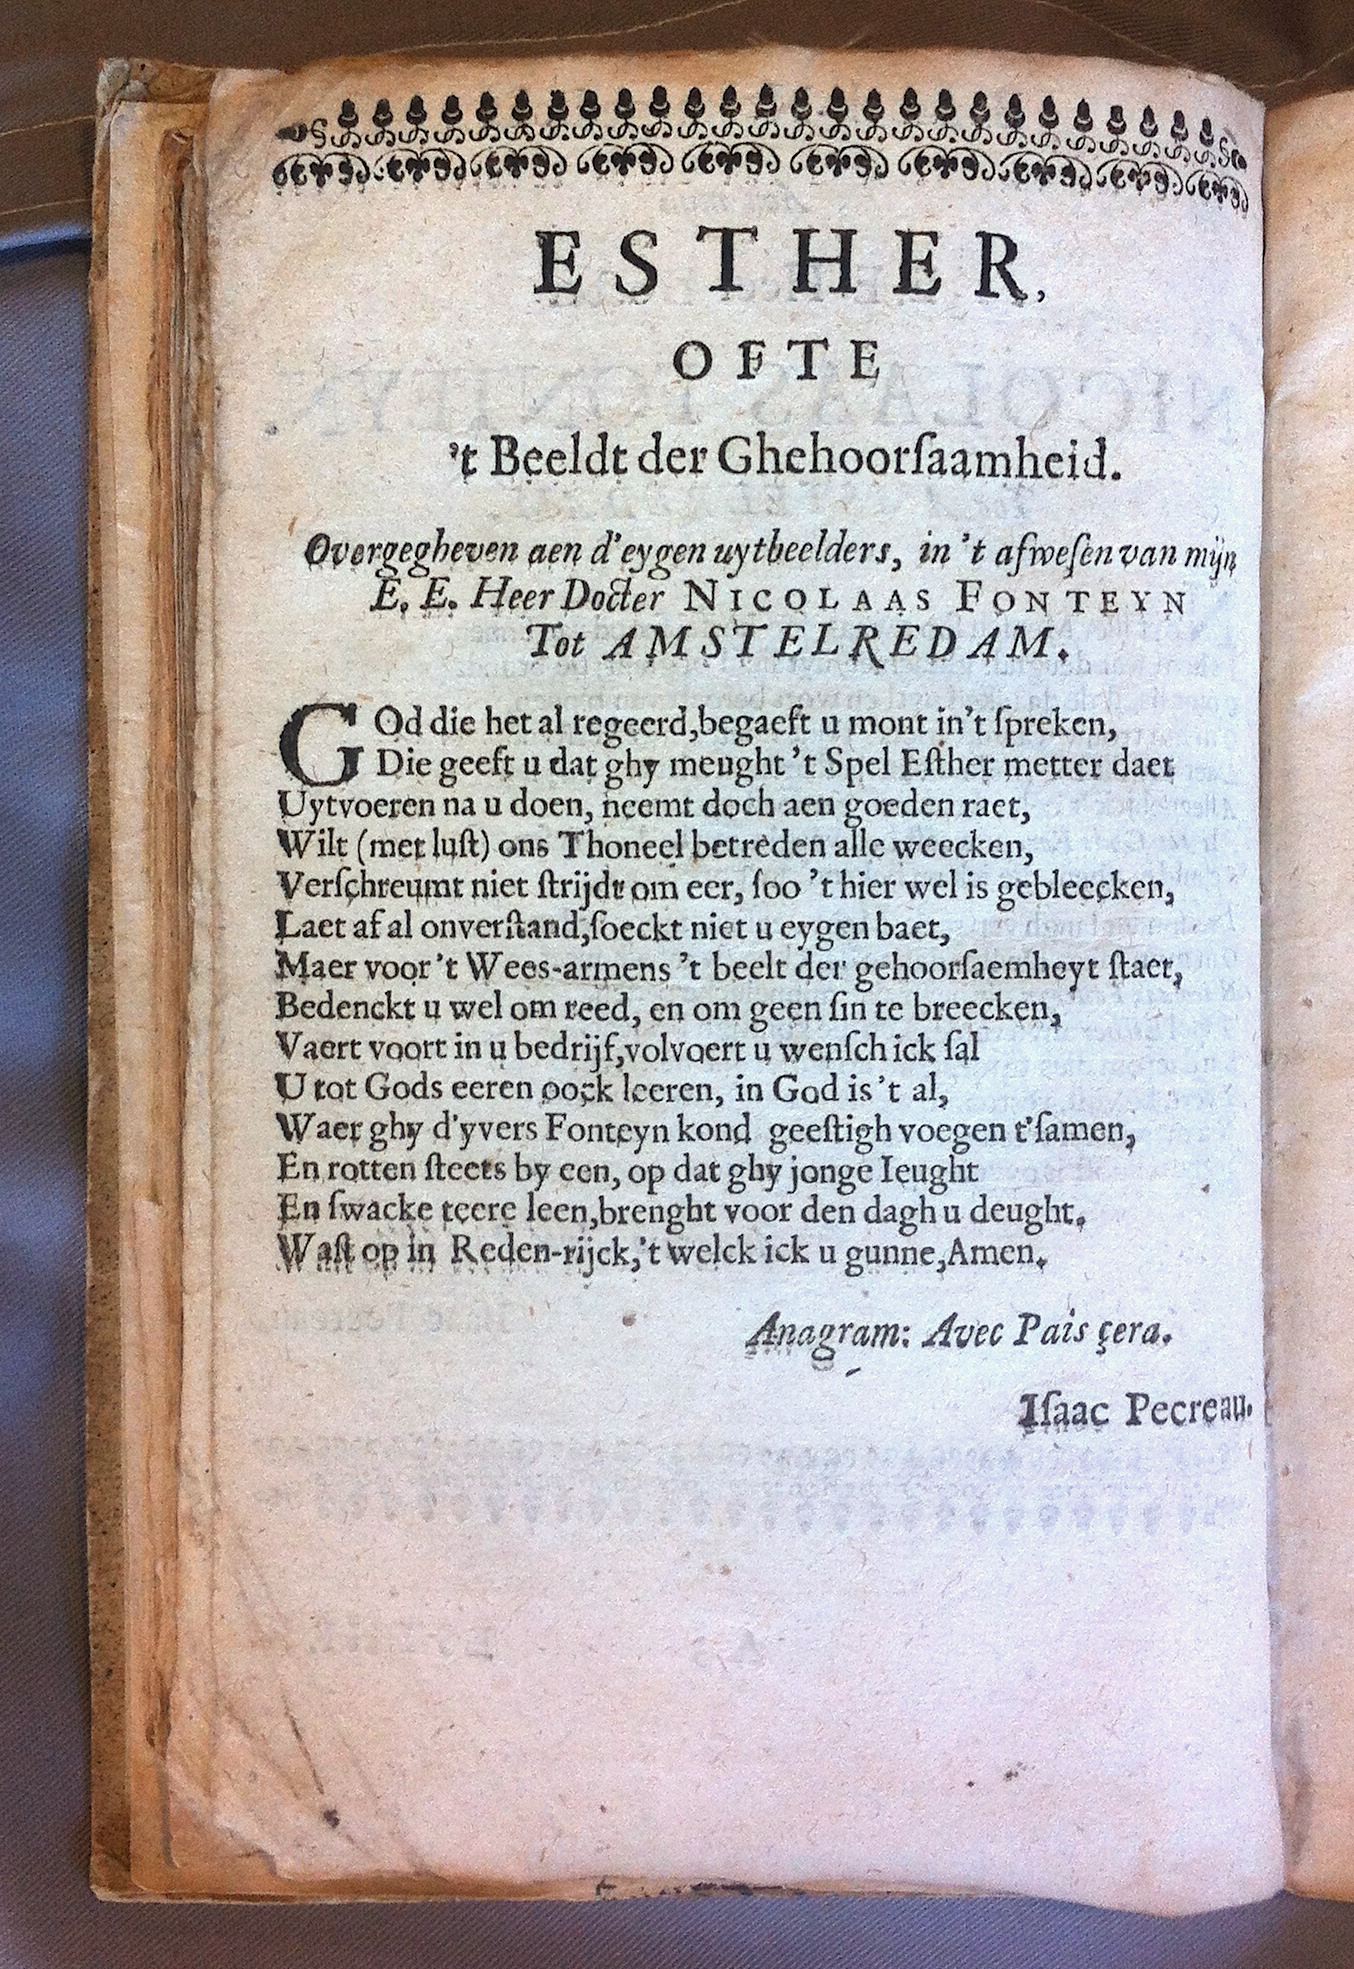 ESTHER,
OFTE
't Beeldt der Ghehoorſaamheid.
Overgegheven aen d'eygen uytbeelders, in 't afweſen van mijn
E. E. Heer Docter NICOLAAS FONTEYN
Tot AMSTELREDAM.
GOd die het al regeerd, begaeft u mont in't ſpreken,
Die geeft u dat ghy meught 't Spel Eſther metter daet
Uytvoeren na u doen, neemt doch aen goeden raet,
Wilt (met luſt) ons Thoneel betreden alle weecken,
Verſchreumt niet ſtrijdt om eer, ſoo 't hier wel is gebleecken,
Laet af al onverſtand, ſoeckt niet u eygen baet,
Maer voor 't Wees-armens 't beelt der gehoorſaemheyt ſtaet,
Bedenckt u wel om reed, en om geen ſin te breecken,
Vaert voort in u bedrijf, volvoert u wenſch ick ſal
U tot Gods eeren oock leeren, in God is 't al,
Waer ghy d'yvers Fonteyn kond geeſtigh voegen t'ſamen,
En rotten ſteets by een, op dat ghy jonge Ieught
En ſwacke teere leen, brenght voor den dagh u deught,
Waſt op in Reden-rijck, 't welck ick u gunne, Amen.
Anagram: Avec Pais çera.
Iſaac Pecreau.